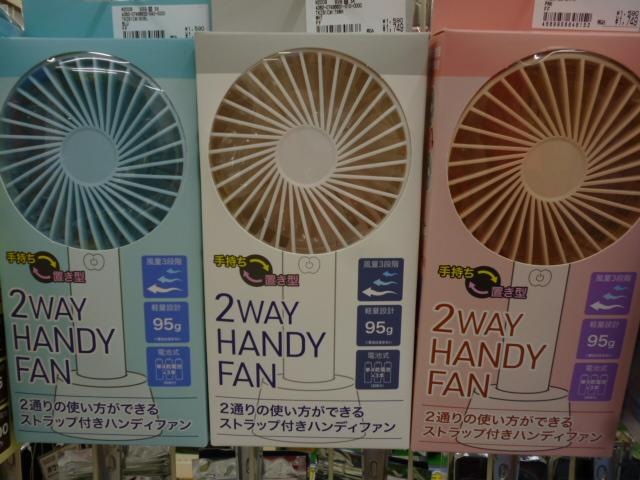 手持ち
置き型
風量3段階
軽量設計
95g
電池式
2WAY
HANDY
FAN
2通りの使い方ができる
ストラップ付きハンディファン
手持ち
置き型
風量3段階
軽量設計
95g
電池式
単4乾電池
×3本
2WAY
HANDY
FAN
2通りの使い方ができる
ストラップ付きハンディファン
手持ち
置き型
風量3段階
軽量設計
95g
電池式
2WAY
HANDY
FAN
2通りの使い方ができる
ストラップ付きハンディファン